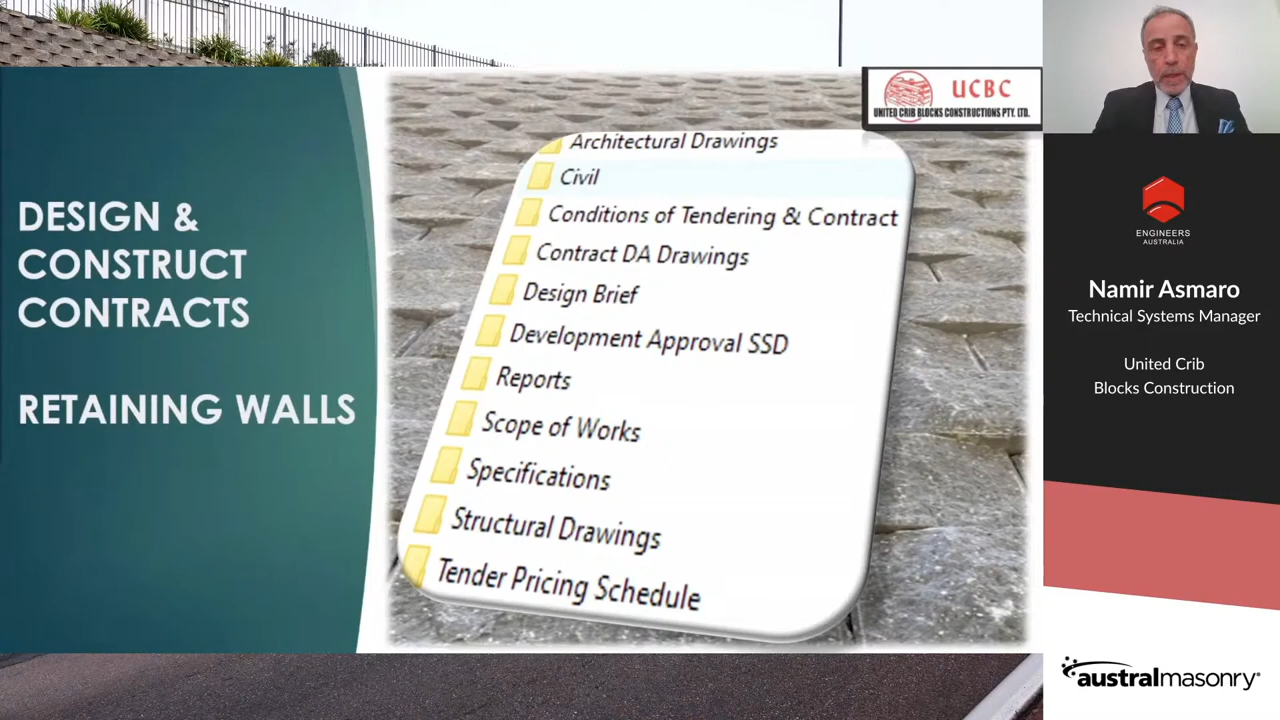 DESIGN &
CONSTRUCT
CONTRACTS
RETAINING WALLS
UCBC
UNITED CRIB BLOCKS CONSTRUCTIONS PTY. LTD.
Architectural Drawings
Civil
Conditions of Tendering & Contract
Contract DA Drawings
Design Brief
Development Approval SSD
Reports
Scope of Works
Specifications
Structural Drawings
Tender Pricing Schedule
ENGINEERS
AUSTRALIA
Namir Asmaro
Technical Systems Manager
United Crib
Blocks Construction
australmasonry®